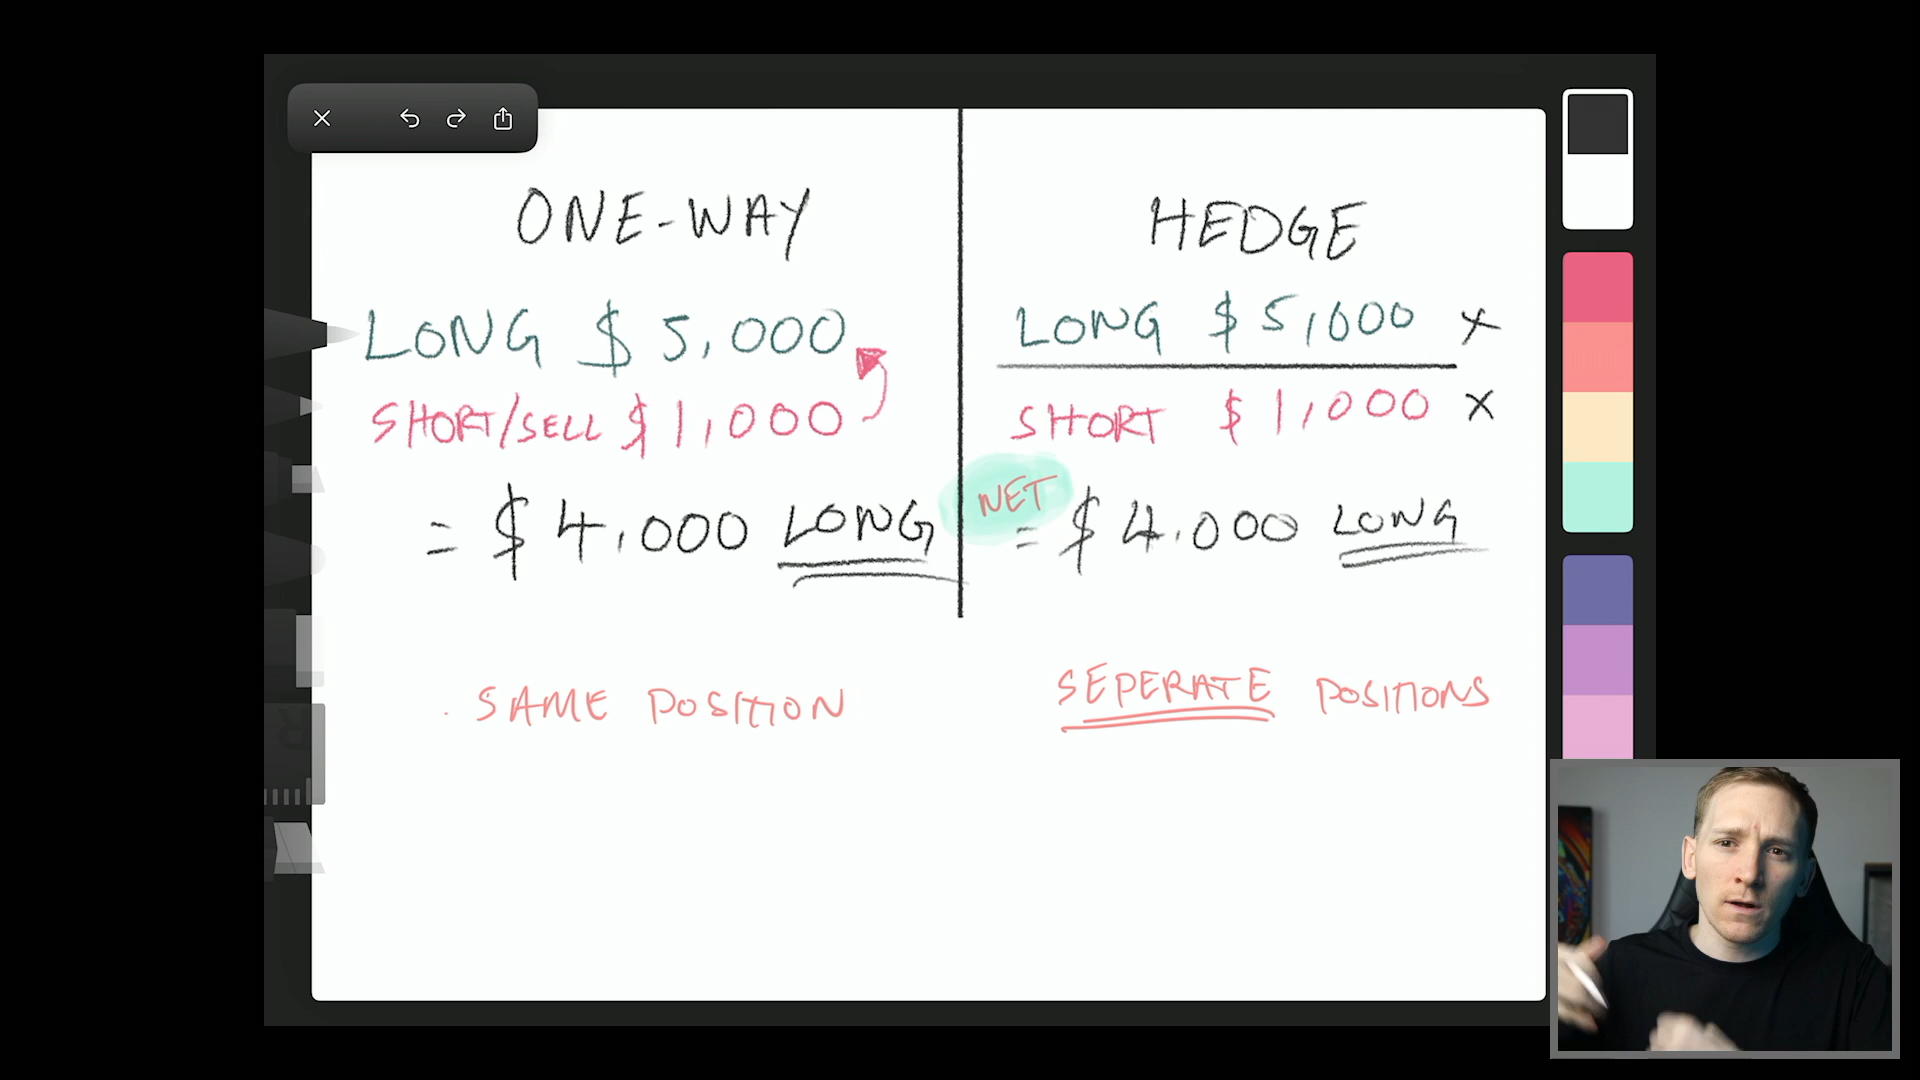 ONE-WAY
LONG $ 5,000
SHORT/SELL $1,000
= $ 4,000 LONG
SAME POSITION
HEDGE
LONG $5,000 X
SHORT $1,000 X
NET
= $4,000 LONG
SEPERATE POSITIONS